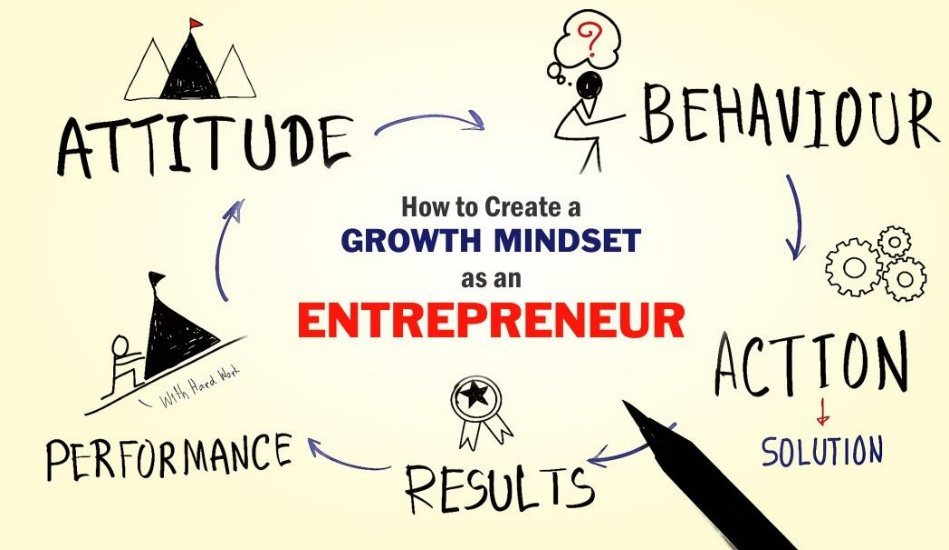 ATTITUDE
?
BEHAVIOUR
How to Create a
GROWTH MINDSET
as an
ENTREPRENEUR
ACTION
SOLUTION
RESULTS
PERFORMANCE
With Hard Work